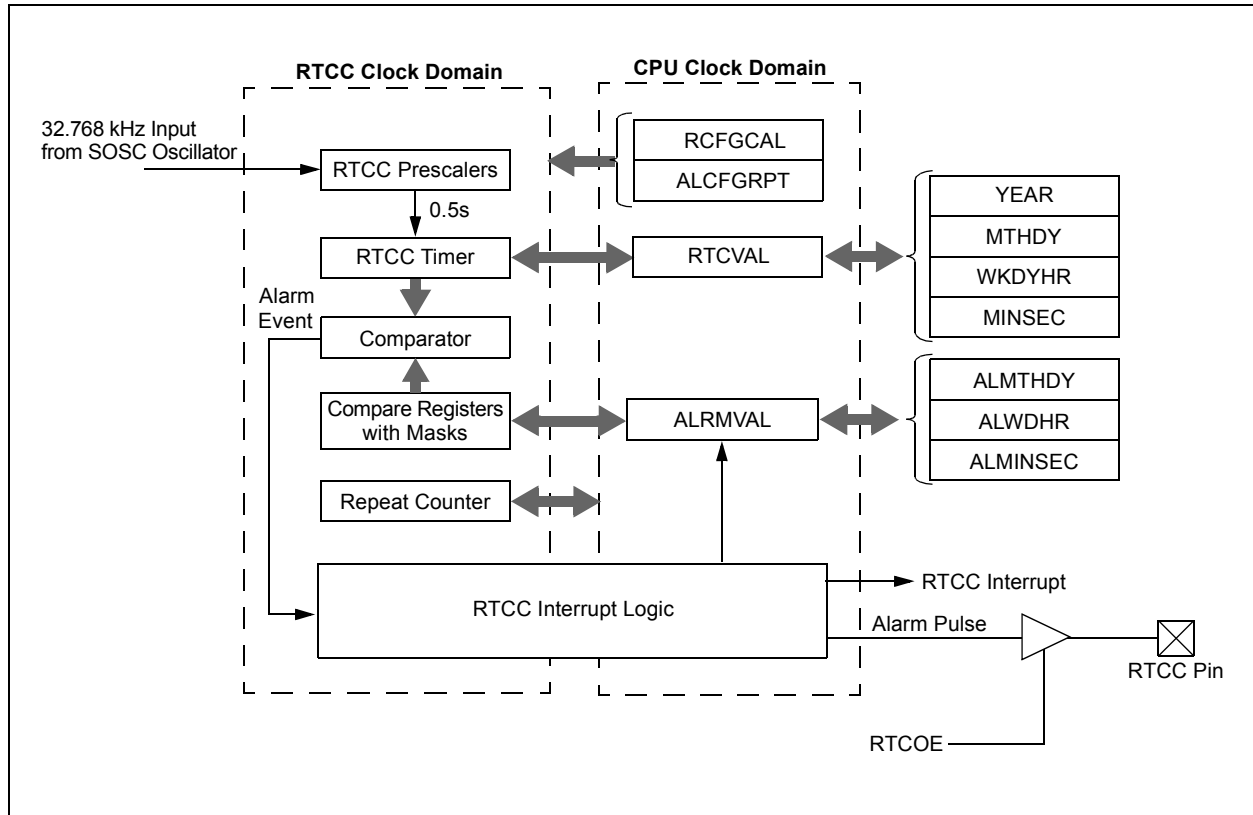 RTCC Clock Domain
CPU Clock Domain
32.768 kHz Input
from SOSC Oscillator
RTCC Prescalers
0.5s
RTCC Timer
Alarm
Event
Comparator
Compare Registers
with Masks
Repeat Counter
RCFGCAL
ALCFGRPT
RTCVAL
YEAR
MTHDY
WKDYHR
MINSEC
ALRMVAL
ALMTHDY
ALWDHR
ALMINSEC
RTCC Interrupt Logic
RTCC Interrupt
Alarm Pulse
RTCC Pin
RTCOE